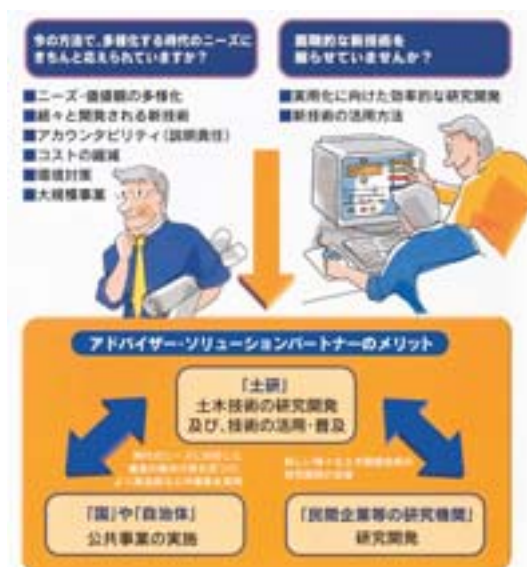 今の方法で、多様化する時代のニーズに
きちんと応えられていますか?
■ニーズ・価値観の多様化
■続々と開発される新技術
■アカウンタビリティ(説明責任)
■コストの縮減
■環境対策
■大規模事業
画期的な新技術を
眠らせていませんか?
■実用化に向けた効率的な研究開発
■新技術の活用方法
アドバイザー・ソリューションパートナーのメリット
「土研」
土木技術の研究開発
及び、技術の活用・普及
「国」や「自治体」
公共事業の実施
「民間企業等の研究機関」
研究開発